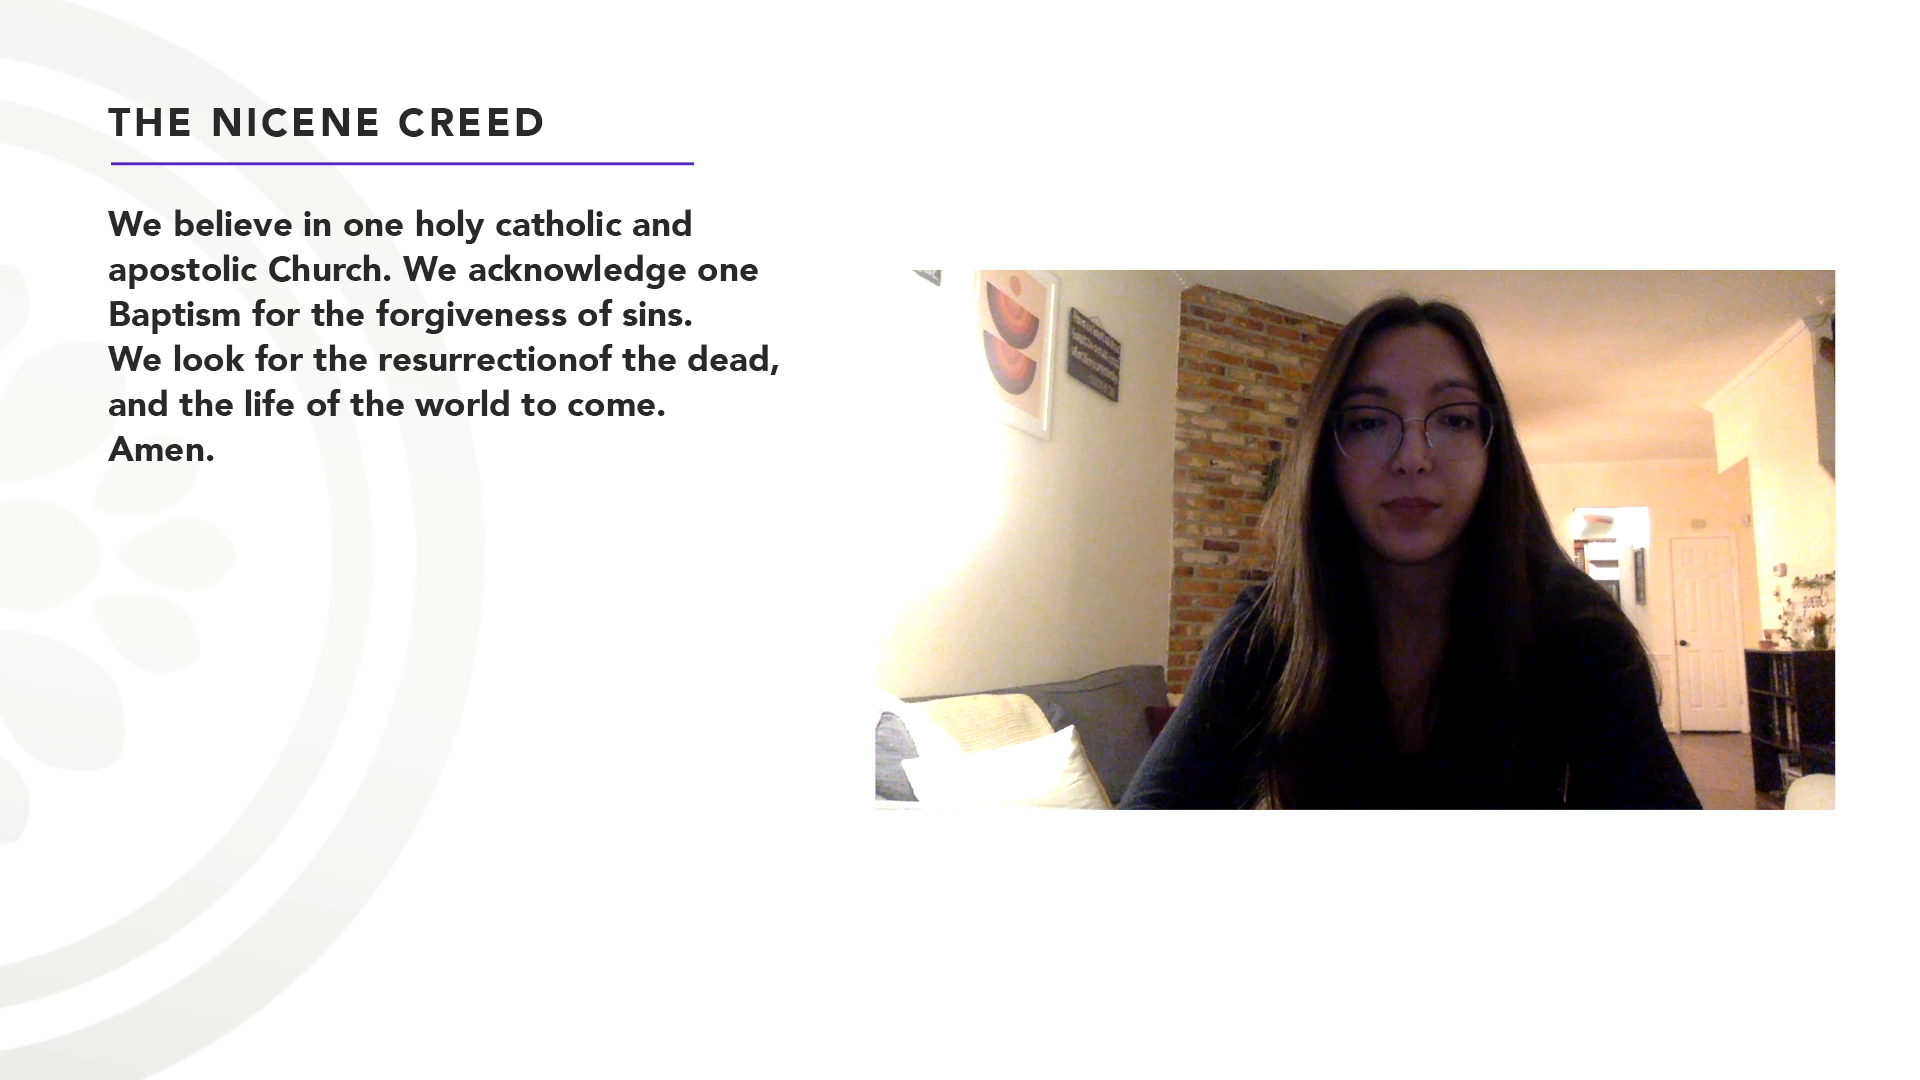 THE NICENE CREED
We believe in one holy catholic and
apostolic Church. We acknowledge one
Baptism for the forgiveness of sins.
We look for the resurrectionof the dead,
and the life of the world to come.
Amen.